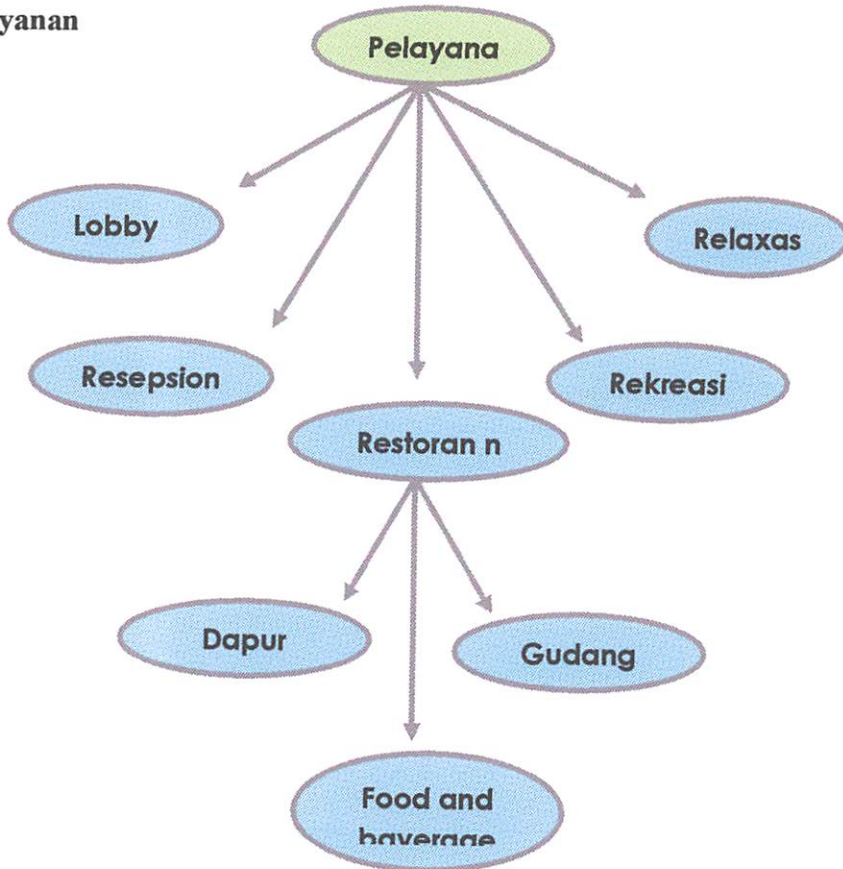 yanan
Pelayana
Lobby
Relaxas
Resepsion
Rekreasi
Restoran n
Dapur
Gudang
Food and
baverage